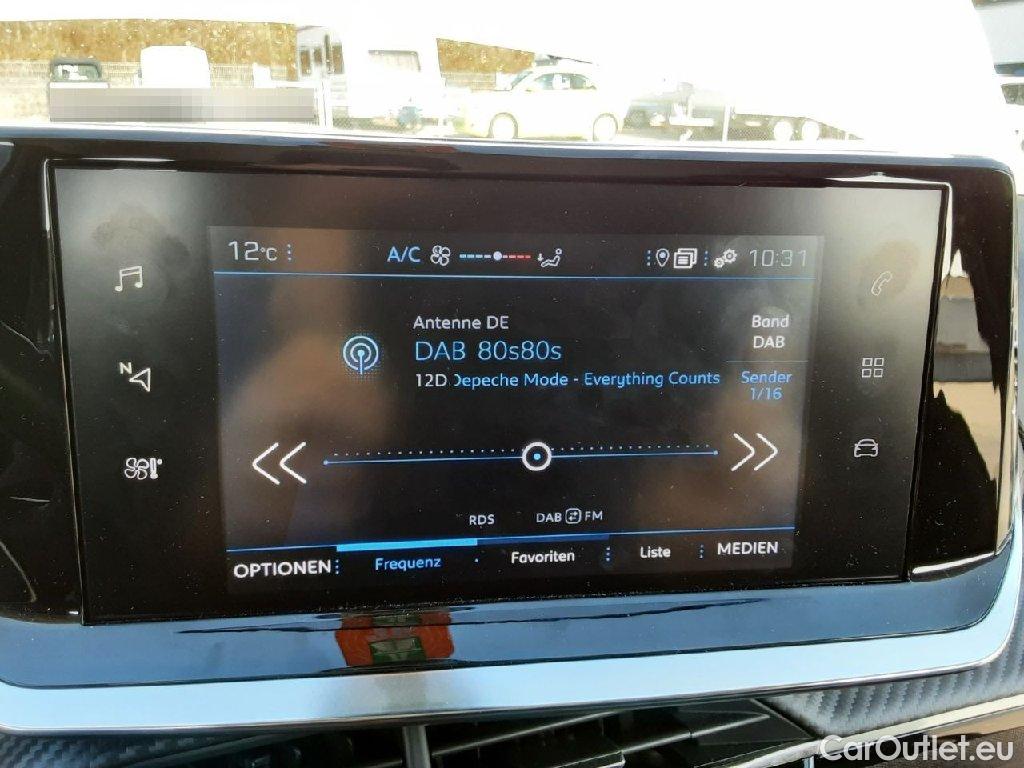 12°C
A/C
10:31
Antenne DE
Band
DAB
DAB 80s80s
12D Depeche Mode - Everything Counts
Sender
1/16
N
RDS
DAB FM
OPTIONEN
Frequenz
Favoriten
Liste
MEDIEN
CarOutlet.eu